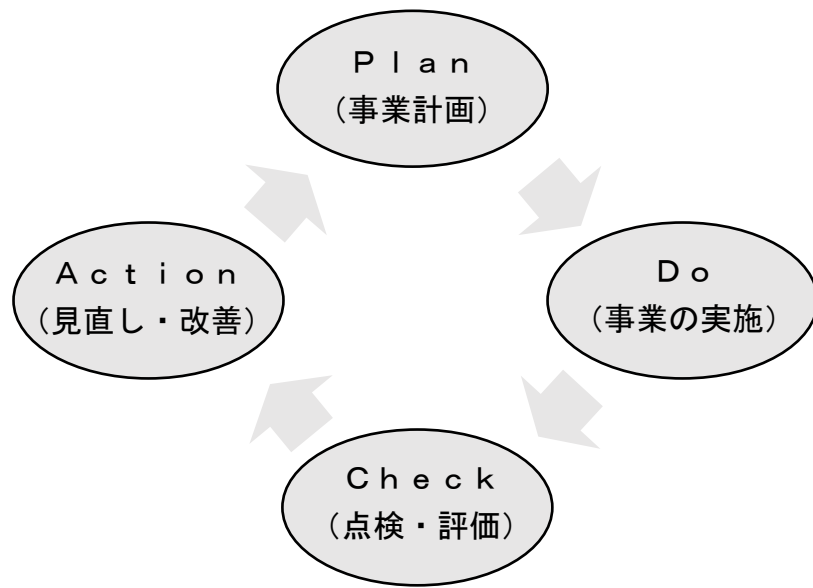 Ｐｌａｎ
（事業計画）
Ａｃｔｉｏｎ
（見直し・改善）
Ｄｏ
（事業の実施）
Ｃｈｅｃｋ
（点検・評価）